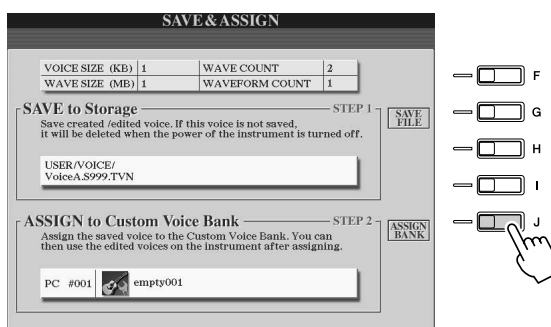 SAVE&ASSIGN
VOICE SIZE (KB) 1 WAVE COUNT 2
WAVE SIZE (MB) 1 WAVEFORM COUNT 1
SAVE to Storage STEP 1
Save created /edited voice. If this voice is not saved,
it will be deleted when the power of the instrument is turned off.
SAVE
FILE
USER/VOICE/
VoiceA.S999.TVN
ASSIGN to Custom Voice Bank STEP 2
Assign the saved voice to the Custom Voice Bank. You can
then use the edited voices on the instrument after assigning.
ASSIGN
BANK
PC #001 empty001
F
G
H
I
J